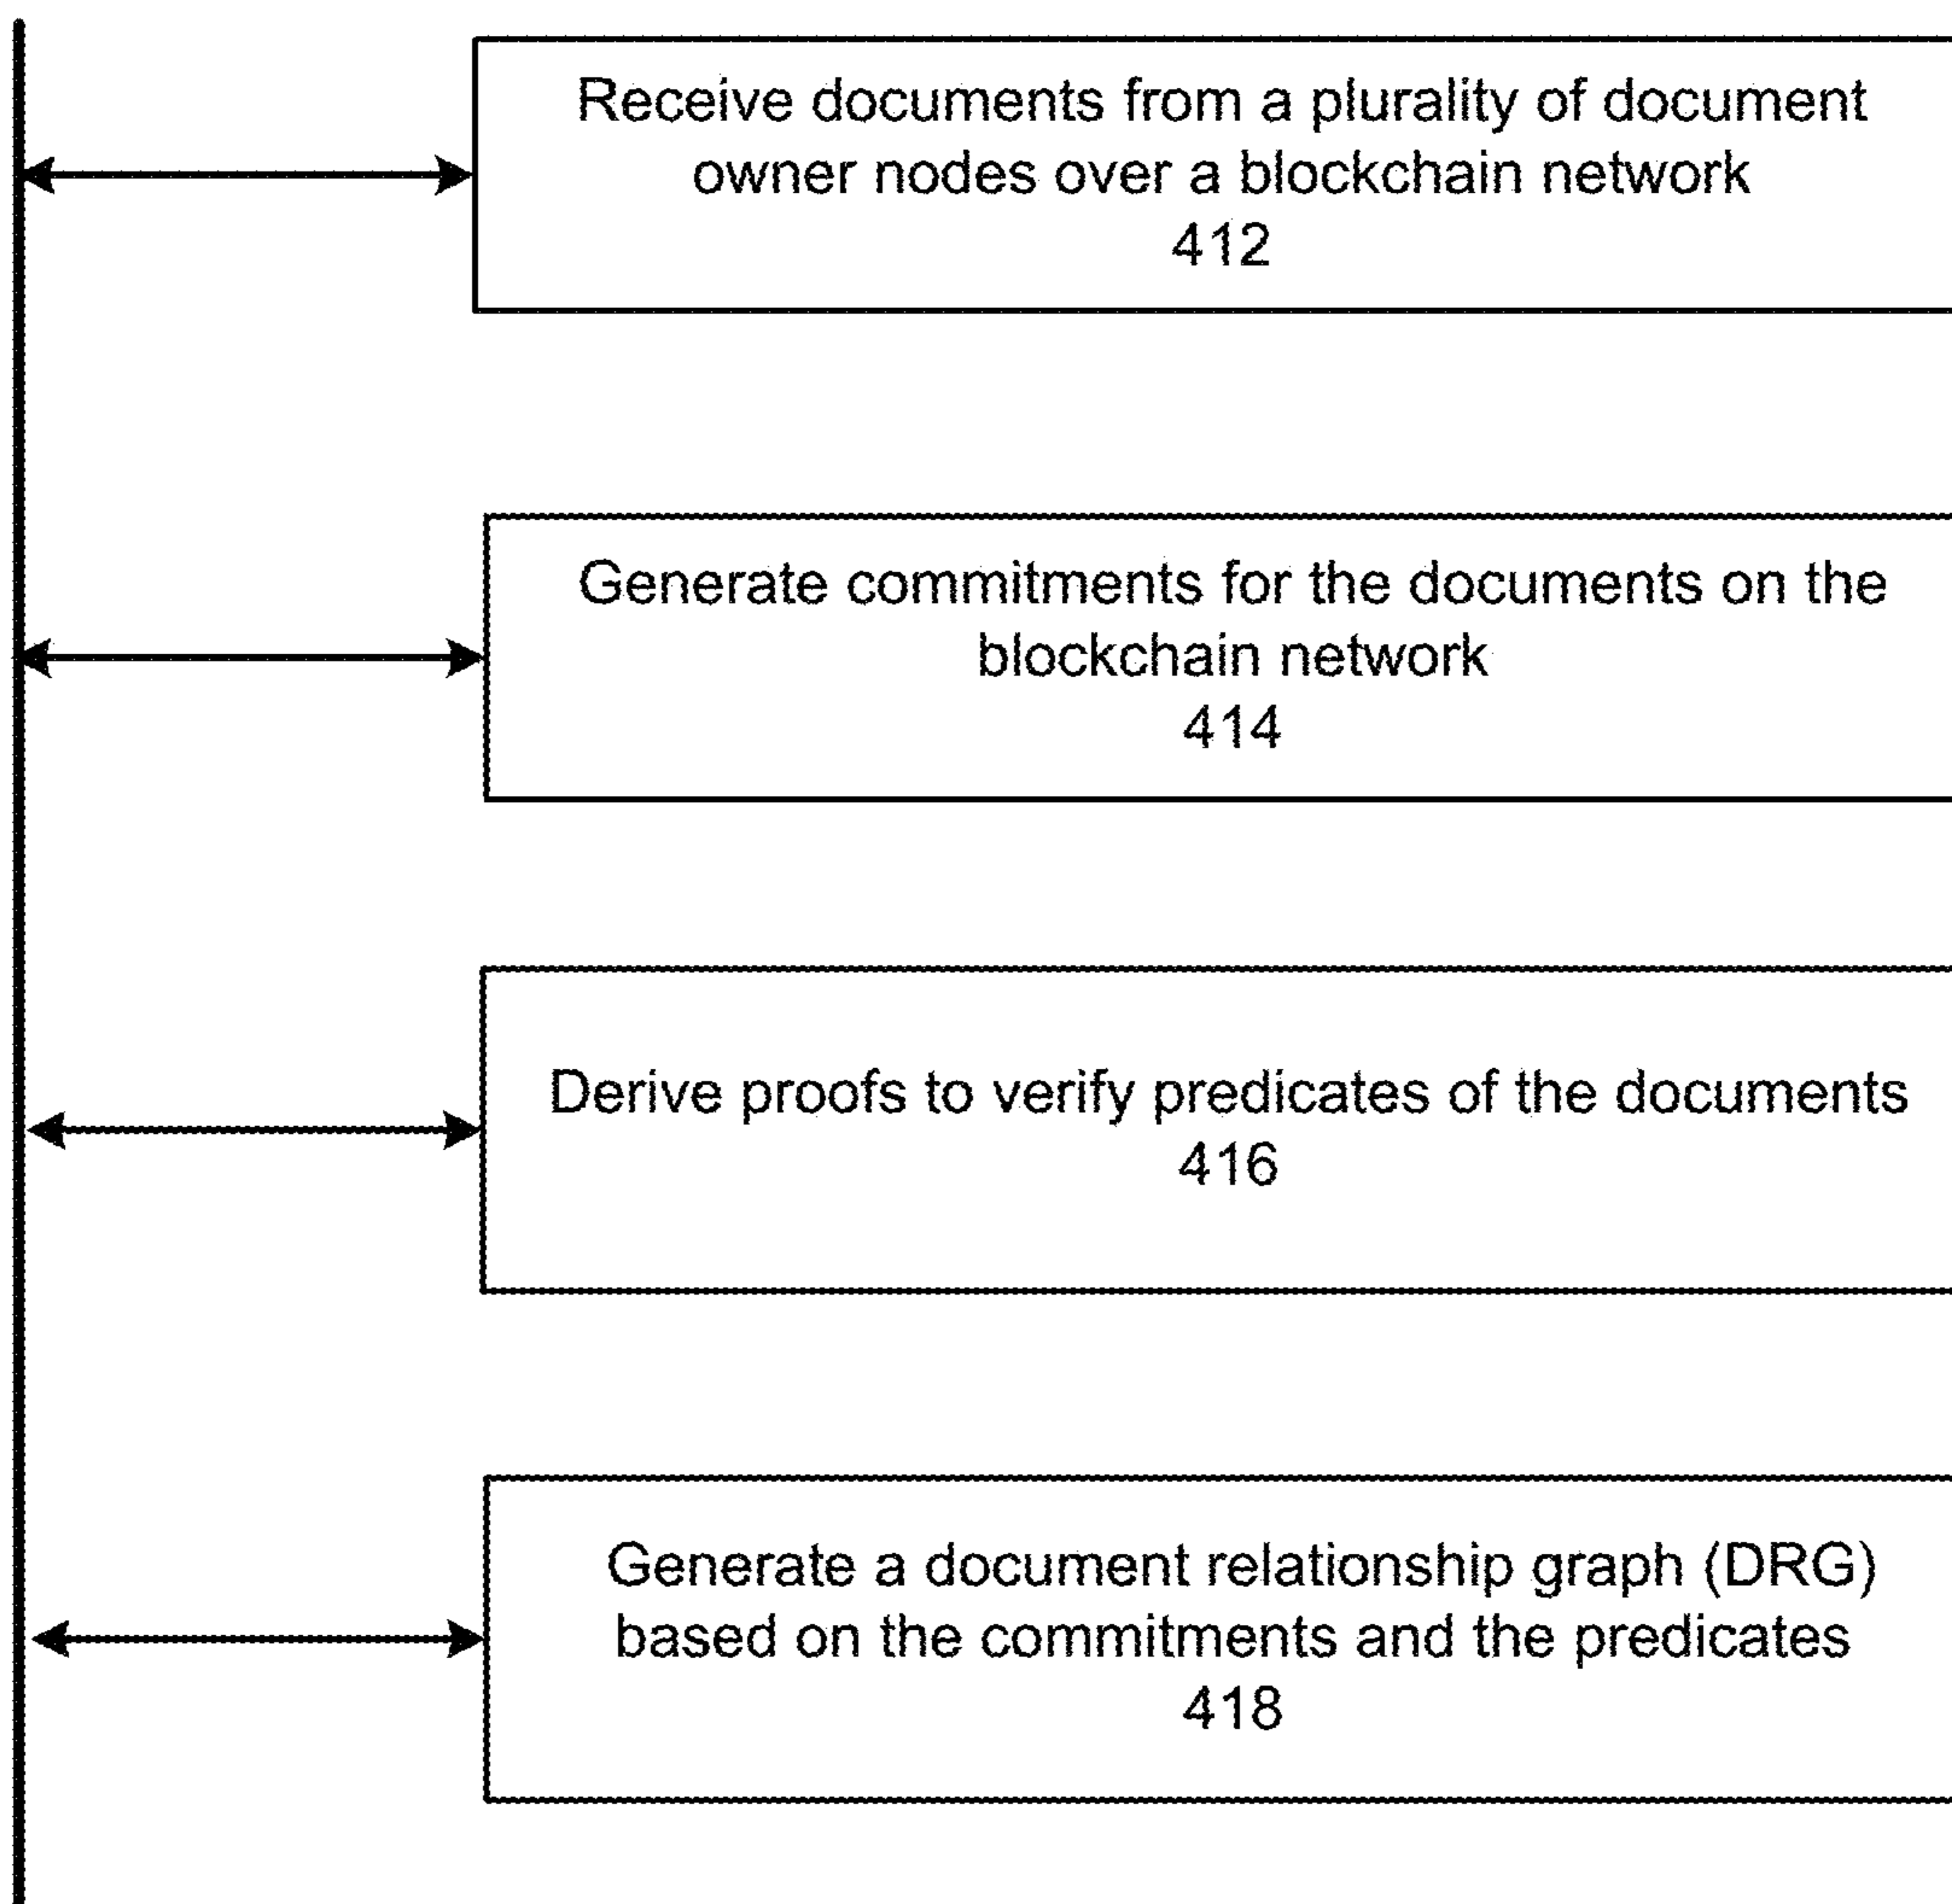 Receive documents from a plurality of document
owner nodes over a blockchain network
412
Generate commitments for the documents on the
blockchain network
414
Derive proofs to verify predicates of the documents
416
Generate a document relationship graph (DRG)
based on the commitments and the predicates
418